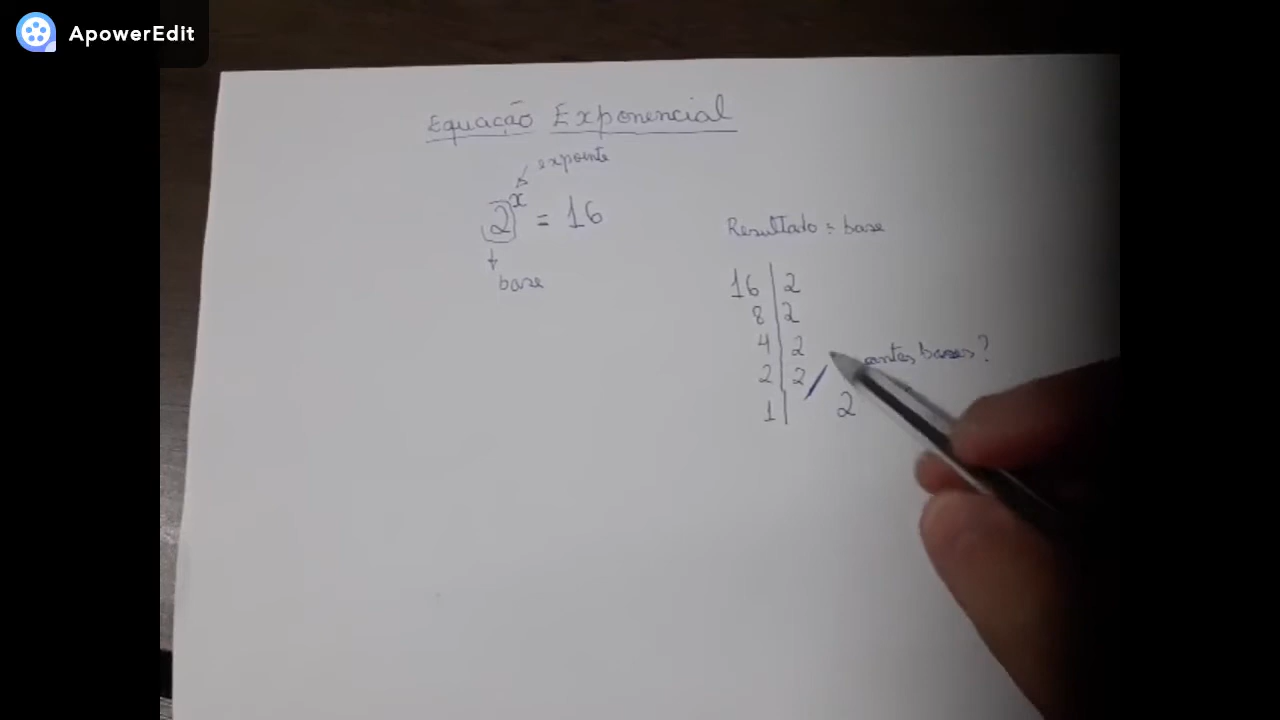 ApowerEdit
Equação Exponencial
expoente
2^x = 16
base
Resultado ÷ base
16 | 2
8 | 2
4 | 2
2 | 2
1 |
bases?
2